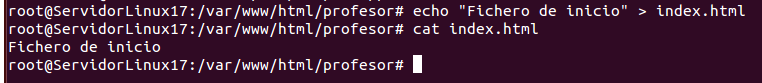 root@ServidorLinux17:/var/www/html/profesor# echo "Fichero de inicio" > index.html
root@ServidorLinux17:/var/www/html/profesor# cat index.html
Fichero de inicio
root@ServidorLinux17:/var/www/html/profesor#